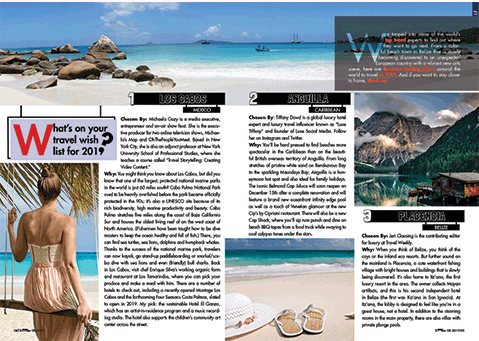 We tapped into some of the world's
top travel experts to find out where
they want to go next. From a color-
ful beach town in Belize that is slowly
becoming discovered to an unexpected
European country with a vibrant new arts
scene, here are
world to travel to And if you want to stay closer
to home,
What's on your
travel wish
list for 2019?
1 LOS CABOS
MEXICO
Chosen By: Michaela Guzy is a media executive,
entrepreneur and on-air show host. She is the execu-
tive producer for two online television shows, Michae-
la's Map and OhThePeopleYouMeet. Based in New
York City, she is also an adjunct professor at New York
University School of Professional Studies, where she
teaches a course called "Travel Storytelling: Creating
Video Content."
Why: You might think you know about Los Cabos, but did you
know that one of the largest, protected national marine parks
in the world is just 60 miles south? Cabo Pulmo National Park
used to be heavily overfished before the park became officially
protected in the 90s; it's also a UNESCO site because of its
rich biodiversity, high marine productivity and beauty. Cabo
Pulmo stretches five miles along the coast of Baja California
Sur and houses the oldest living reef off the west coast of
North America. (Fishermen have been taught how to be dive
masters to keep the ocean healthy and full of fish.) There, you
can find sea turtles, sea lions, dolphins and humpback whales.
Thanks to the success of the national marine park, travelers
can now kayak, go stand-up paddleboarding or snorkel/scu-
ba dive with sea lions and even (friendly) bull sharks. Back
in Los Cabos, visit chef Enrique Silva's working organic farm
and restaurant at Los Tamarindos, where you can pick your
produce and make a meal with him. There are a number of
hotels to check out, including a recently opened Montage Los
Cabos and the forthcoming Four Seasons Costa Palmas, slated
to open in 2019. My pick: the sustainable Hotel El Ganzo,
which has an artist-in-residence program and a music record-
ing studio. The hotel also supports the children's community art
center across the street.
2 ANGUILLA
CARIBBEAN
Chosen By: Tiffany Dowd is a global luxury hotel
expert and luxury travel influencer known as "Luxe
Tiffany" and founder of Luxe Social Media. Follow
her on Instagram and Twitter.
Why: You'll be hard pressed to find beaches more
spectacular in the Caribbean than on the beauti-
ful British overseas territory of Anguilla. From long
stretches of pristine white sand on Rendezvous Bay
to the sparkling Maundays Bay, Anguilla is a hon-
eymoon hot spot and also ideal for family holidays.
The iconic Belmond Cap Juluca will soon reopen on
December 15th after a complete renovation and will
feature a brand new oceanfront infinity edge pool
as well as a touch of Venetian glamour at the new
Cip's by Cipriani restaurant. There will also be a new
Cap Shack, where you'll zip rum punch and dine on
beach BBQ tapas from a food truck while swaying to
cool calypso tunes under the stars.
3 PLACENCIA
BELIZE
Chosen By: Jeri Clausing is the contributing editor
for luxury at Travel Weekly.
Why: When you think of Belize, you think of the
cays or the inland eco resorts. But further south on
the mainland is Placencia, a cute waterfront fishing
village with bright houses and buildings that is slowly
being discovered. It's also home to Itz'ana, the first
luxury resort in the area. The owner collects Mayan
artifacts, and this is his second independent hotel
in Belize (the first was Ka'ana in San Ignacio). At
Itz'ana, the lobby is designed to feel like you're in a
guest house, not a hotel. In addition to the stunning
rooms in the main property, there are also villas with
private plunge pools.